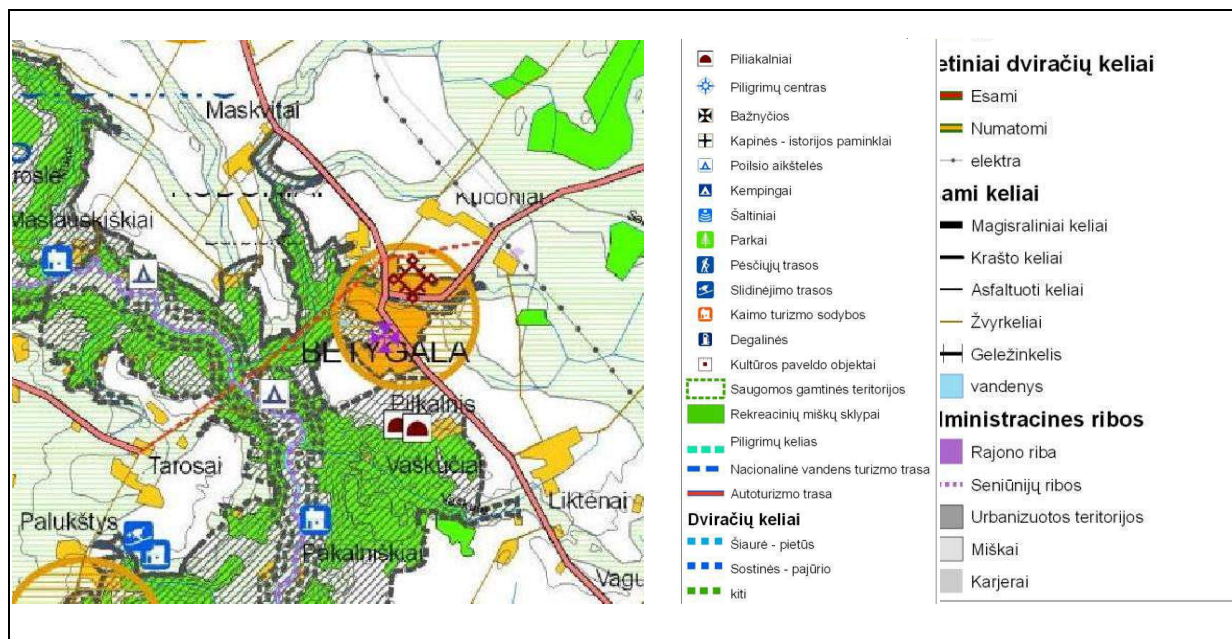 Maskvitai
Kudoniai
Maslauskiškiai
BETYGALA
Pilkalnis
Vaškučiai
Tarosai
Liktėnai
Palukštys
Pakalniškiai
Vagu
Piliakalniai
Piligrimų centras
Bažnyčios
Kapinės - istorijos paminklai
Poilsio aikštelės
Kempingai
Šaltiniai
Parkai
Pėsčiųjų trasos
Slidinėjimo trasos
Kaimo turizmo sodybos
Degalinės
Kultūros paveldo objektai
Saugomos gamtinės teritorijos
Rekreacinių miškų sklypai
Piligrimų kelias
Nacionalinė vandens turizmo trasa
Autoturizmo trasa
Dviračių keliai
Šiaurė - pietūs
Sostinės - pajūrio
kiti
etiniai dviračių keliai
Esami
Numatomi
elektra
ami keliai
Magisraliniai keliai
Krašto keliai
Asfaltuoti keliai
Žvyrkeliai
Geležinkelis
vandenys
dministracines ribos
Rajono riba
Seniūnijų ribos
Urbanizuotos teritorijos
Miškai
Karjerai